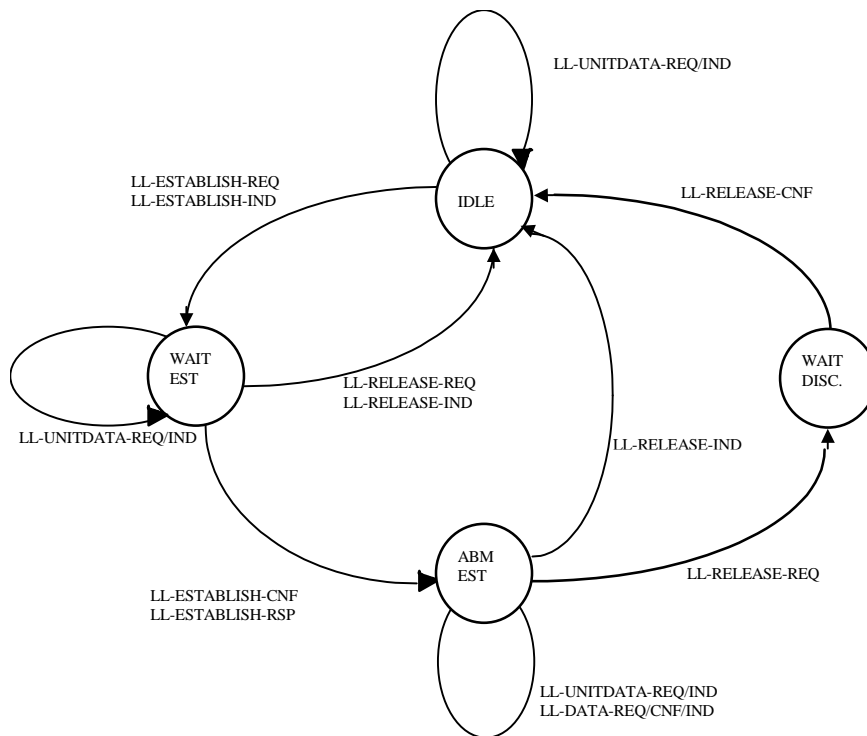 LL-UNITDATA-REQ/IND
LL-ESTABLISH-REQ
LL-ESTABLISH-IND
IDLE
LL-RELEASE-CNF
WAIT
EST
WAIT
DISC.
LL-RELEASE-REQ
LL-RELEASE-IND
LL-UNITDATA-REQ/IND
LL-RELEASE-IND
ABM
EST
LL-RELEASE-REQ
LL-ESTABLISH-CNF
LL-ESTABLISH-RSP
LL-UNITDATA-REQ/IND
LL-DATA-REQ/CNF/IND